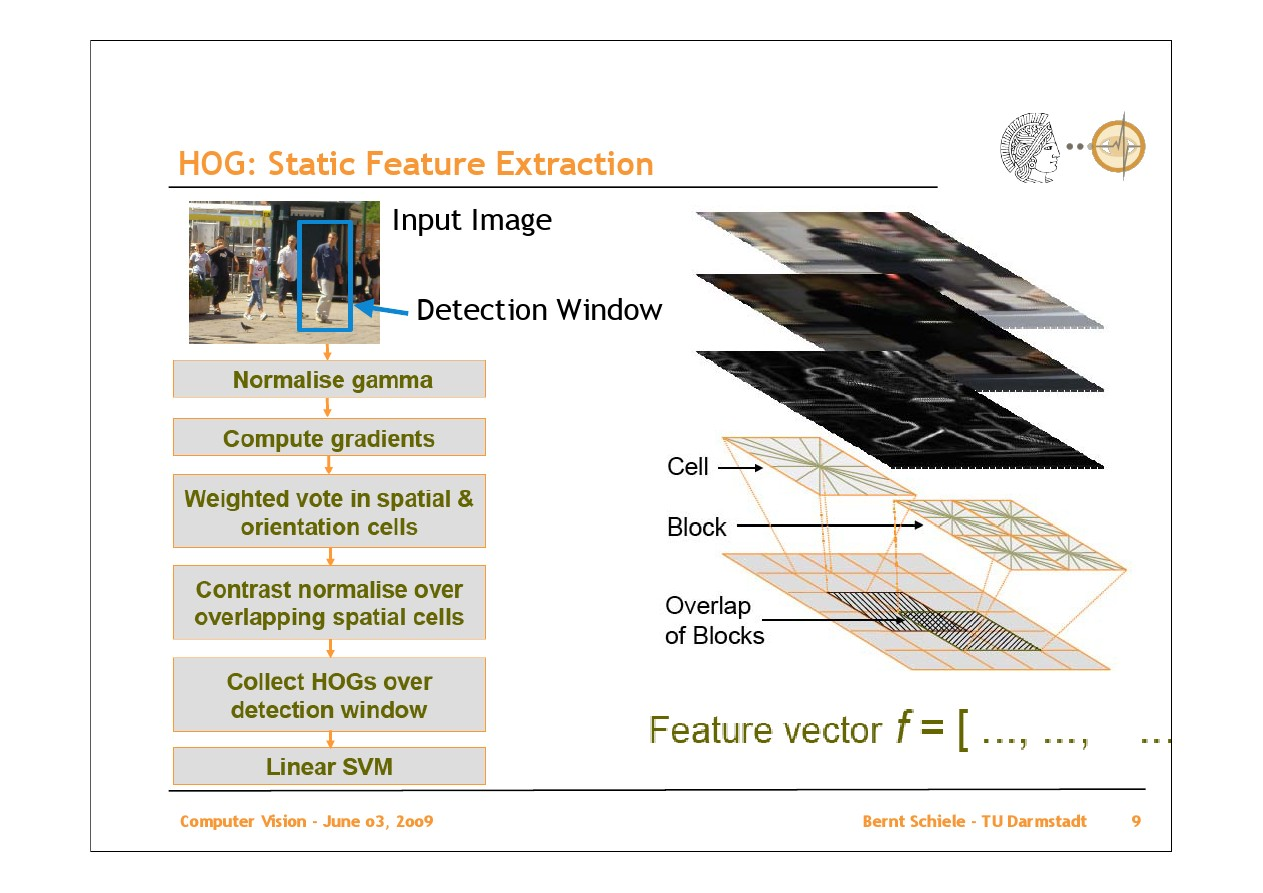 HOG: Static Feature Extraction
Input Image
Detection Window
Normalise gamma
Compute gradients
Weighted vote in spatial &
orientation cells
Contrast normalise over
overlapping spatial cells
Collect HOGs over
detection window
Linear SVM
Cell
Block
Overlap
of Blocks
Feature vector f = [ ..., ..., ...
Computer Vision - June o3, 2oo9
Bernt Schiele - TU Darmstadt
9